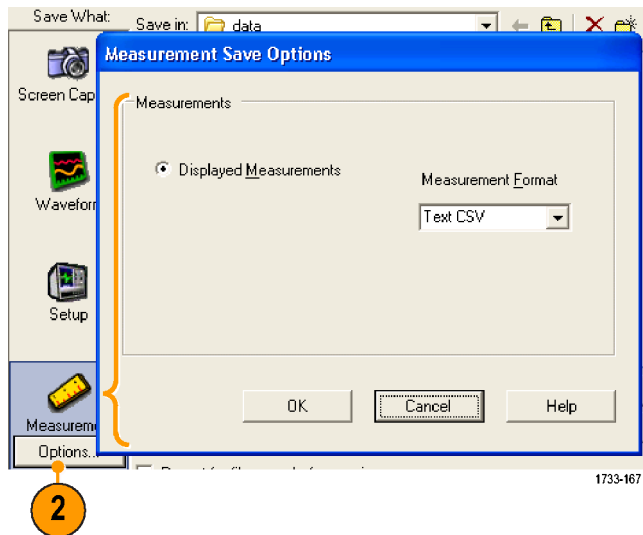 Save What:
Save in: data
Measurement Save Options
Screen Cap
Measurements
Displayed Measurements
Measurement Format
Text CSV
Wavefor
Setup
OK
Cancel
Help
Measureme
Options...
2
1733-167